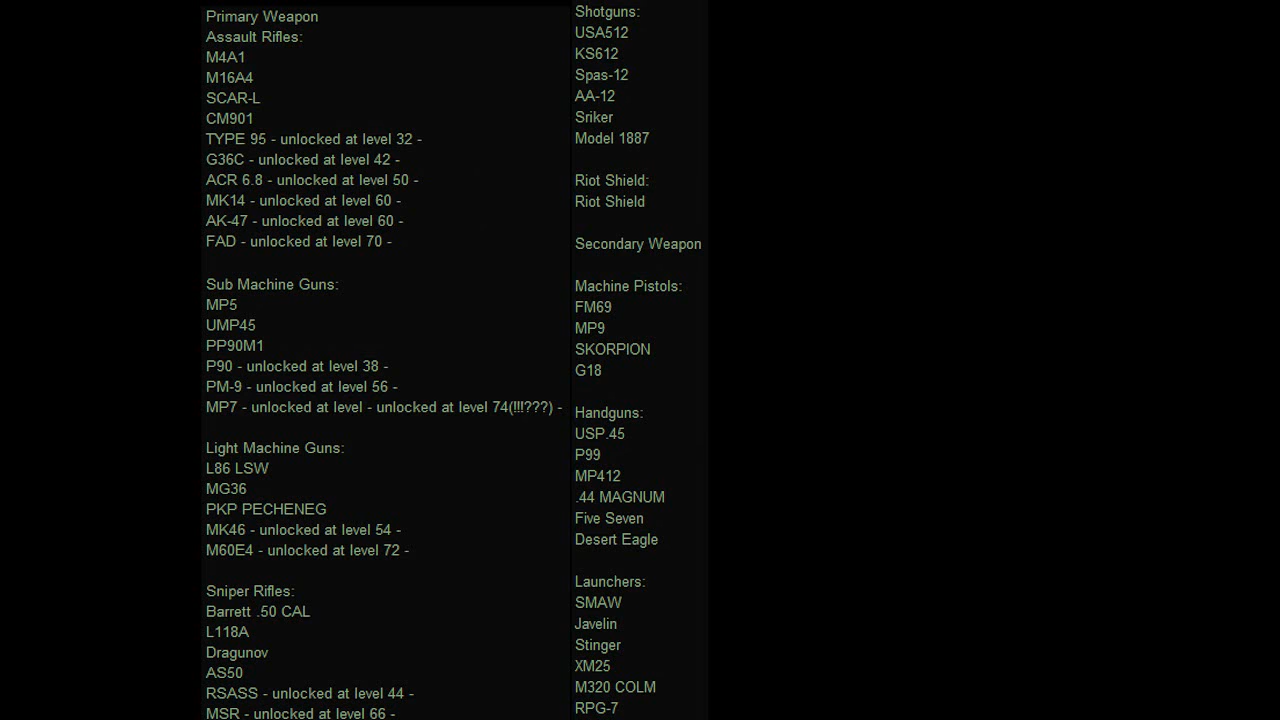 Primary Weapon
Assault Rifles:
M4A1
M16A4
SCAR-L
CM901
TYPE 95 - unlocked at level 32 -
G36C - unlocked at level 42 -
ACR 6.8 - unlocked at level 50 -
MK14 - unlocked at level 60 -
AK-47 - unlocked at level 60 -
FAD - unlocked at level 70 -
Sub Machine Guns:
MP5
UMP45
PP90M1
P90 - unlocked at level 38 -
PM-9 - unlocked at level 56 -
MP7 - unlocked at level - unlocked at level 74(!!!???) -
Light Machine Guns:
L86 LSW
MG36
PKP PECHENEG
MK46 - unlocked at level 54 -
M60E4 - unlocked at level 72 -
Sniper Rifles:
Barrett .50 CAL
L118A
Dragunov
AS50
RSASS - unlocked at level 44 -
MSR - unlocked at level 66 -
Shotguns:
USA512
KS612
Spas-12
AA-12
Sriker
Model 1887
Riot Shield:
Riot Shield
Secondary Weapon
Machine Pistols:
FM69
MP9
SKORPION
G18
Handguns:
USP.45
P99
MP412
.44 MAGNUM
Five Seven
Desert Eagle
Launchers:
SMAW
Javelin
Stinger
XM25
M320 COLM
RPG-7